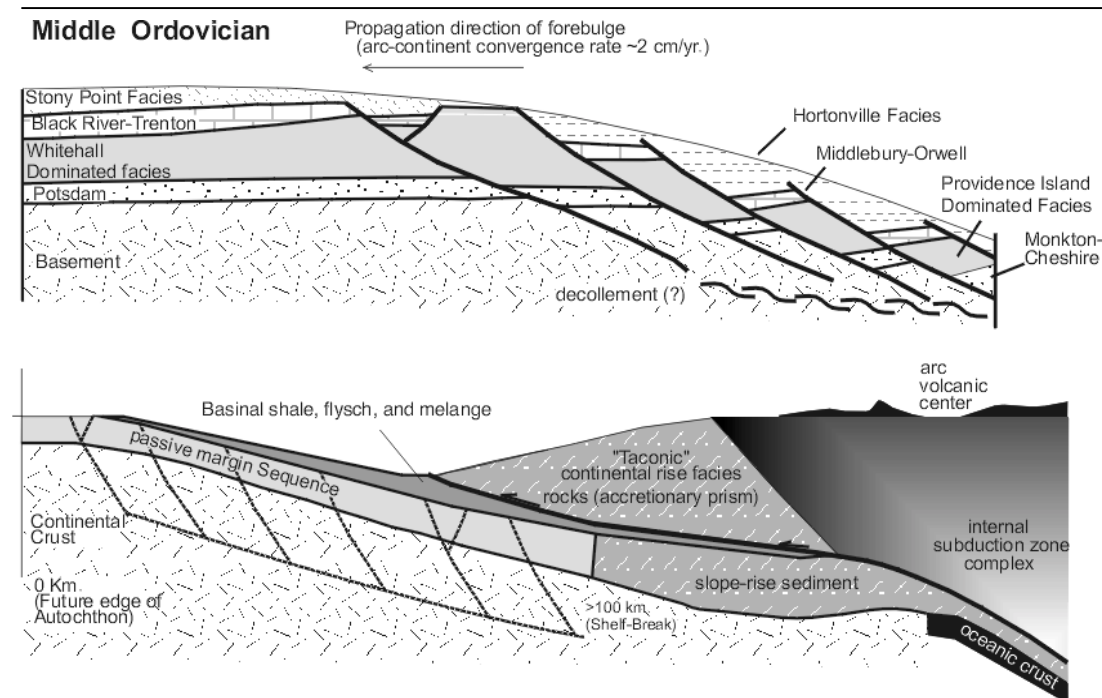 Middle Ordovician
Propagation direction of forebulge
(arc-continent convergence rate ~2 cm/yr.)
Stony Point Facies
Black River-Trenton
Whitehall
Dominated facies
Potsdam
Basement
Hortonville Facies
Middlebury-Orwell
Providence Island
Dominated Facies
Monkton-
Cheshire
decollement (?)
arc
volcanic
center
Basinal shale, flysch, and melange
passive margin Sequence
"Taconic"
continental rise facies
rocks (accretionary prism)
Continental
Crust
internal
subduction zone
complex
slope-rise sediment
0 Km.
(Future edge of
Autochthon)
>100 km.
(Shelf-Break)
oceanic crust